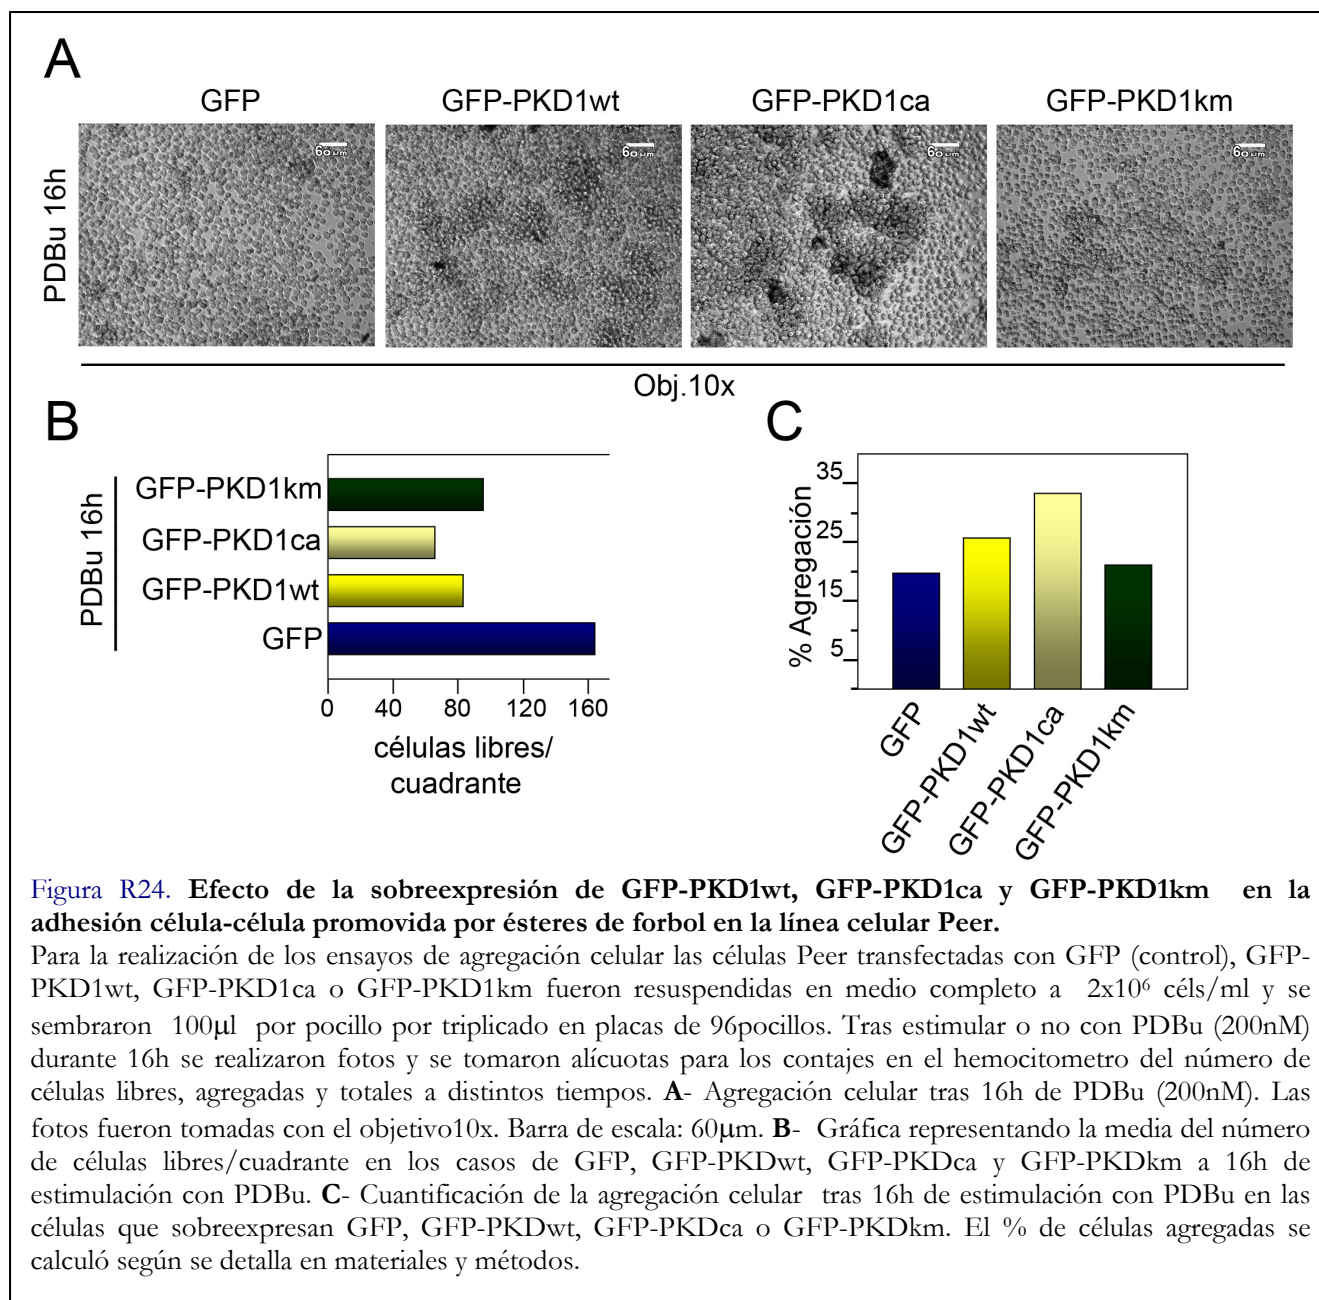 A
GFP GFP-PKD1wt GFP-PKD1ca GFP-PKD1km
PDBu 16h
60 µm 60 µm 60 µm 60 µm
Obj.10x
B
PDBu 16h
GFP-PKD1km
GFP-PKD1ca
GFP-PKD1wt
GFP
0 40 80 120 160
células libres/
cuadrante
C
% Agregación
35
25
15
5
GFP
GFP-PKD1wt
GFP-PKD1ca
GFP-PKD1km
Figura R24. Efecto de la sobreexpresión de GFP-PKD1wt, GFP-PKD1ca y GFP-PKD1km en la
adhesión célula-célula promovida por ésteres de forbol en la línea celular Peer.
Para la realización de los ensayos de agregación celular las células Peer transfectadas con GFP (control), GFP-
PKD1wt, GFP-PKD1ca o GFP-PKD1km fueron resuspendidas en medio completo a 2x10⁶ céls/ml y se
sembraron 100µl por pocillo por triplicado en placas de 96pocillos. Tras estimular o no con PDBu (200nM)
durante 16h se realizaron fotos y se tomaron alícuotas para los contajes en el hemocitometro del número de
células libres, agregadas y totales a distintos tiempos. A- Agregación celular tras 16h de PDBu (200nM). Las
fotos fueron tomadas con el objetivo10x. Barra de escala: 60µm. B- Gráfica representando la media del número
de células libres/cuadrante en los casos de GFP, GFP-PKDwt, GFP-PKDca y GFP-PKDkm a 16h de
estimulación con PDBu. C- Cuantificación de la agregación celular tras 16h de estimulación con PDBu en las
células que sobreexpresan GFP, GFP-PKDwt, GFP-PKDca o GFP-PKDkm. El % de células agregadas se
calculó según se detalla en materiales y métodos.